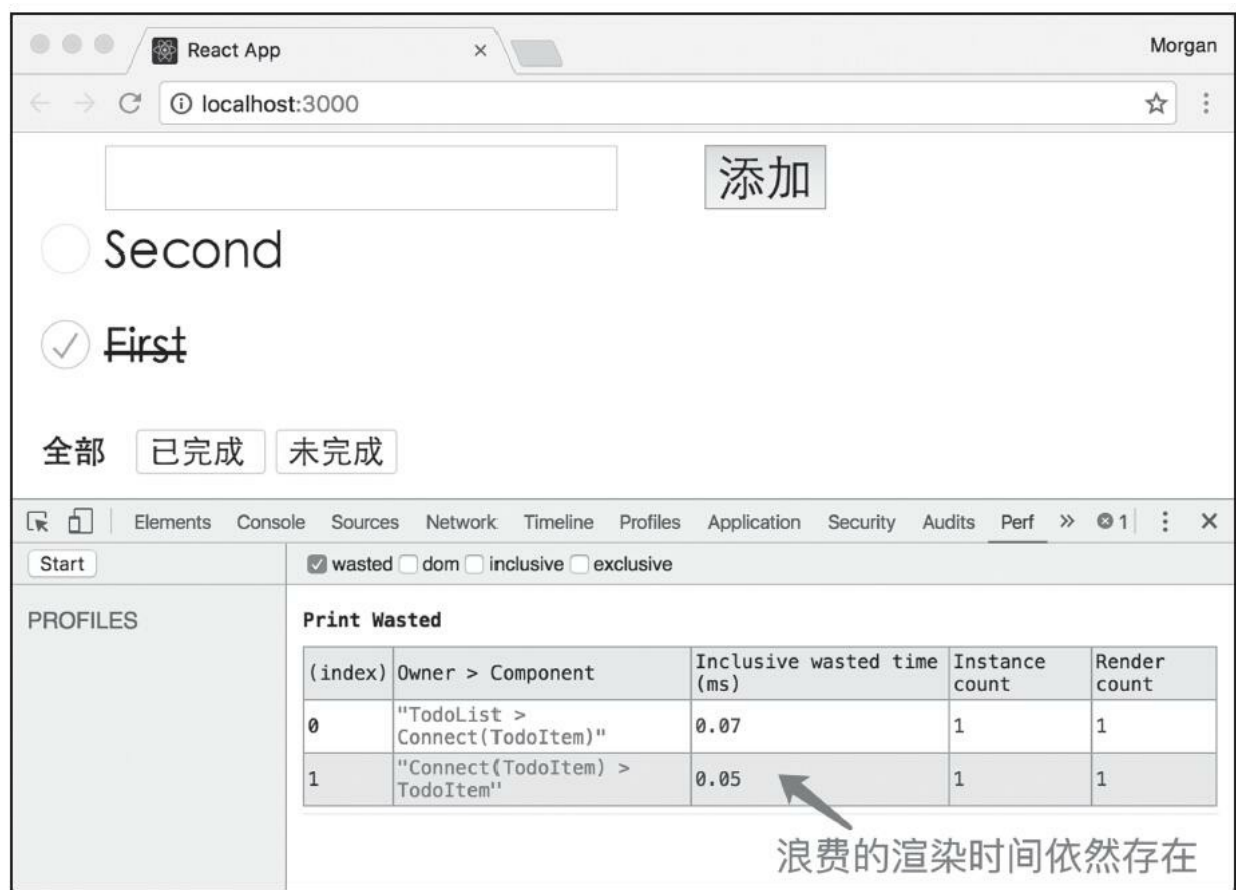 React App
Morgan
localhost:3000
添加
Second
First
全部 已完成 未完成
Elements Console Sources Network Timeline Profiles Application Security Audits Perf » 1
Start
wasted dom inclusive exclusive
PROFILES
Print Wasted
(index) Owner > Component Inclusive wasted time (ms) Instance count Render count
0 "TodoList > Connect(TodoItem)" 0.07 1 1
1 "Connect(TodoItem) > TodoItem" 0.05 1 1
浪费的渲染时间依然存在